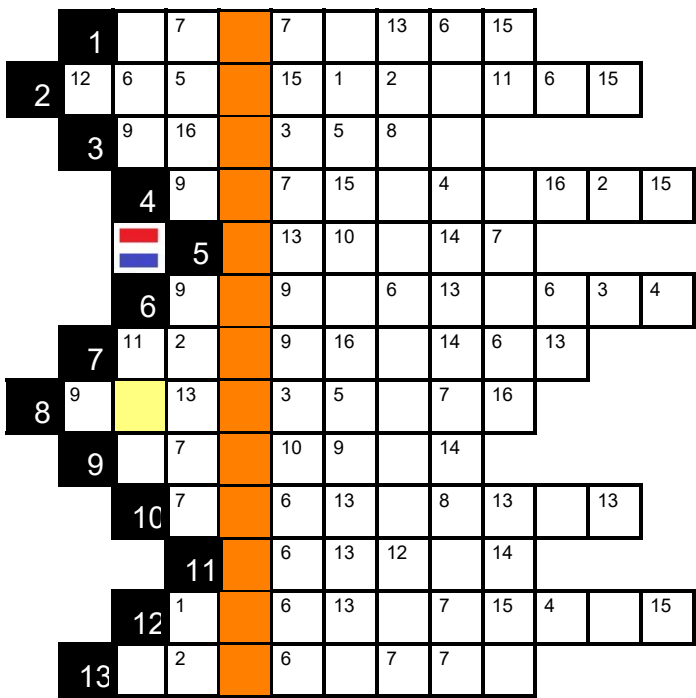 1 7 7 13 6 15
2 12 6 5 15 1 2 11 6 15
3 9 16 3 5 8
4 9 7 15 4 16 2 15
5 13 10 14 7
6 9 9 6 13 6 3 4
7 11 2 9 16 14 6 13
8 9 13 3 5 7 16
9 7 10 9 14
10 7 6 13 8 13 13
11 6 13 12 14
12 1 6 13 7 15 4 15
13 2 6 7 7